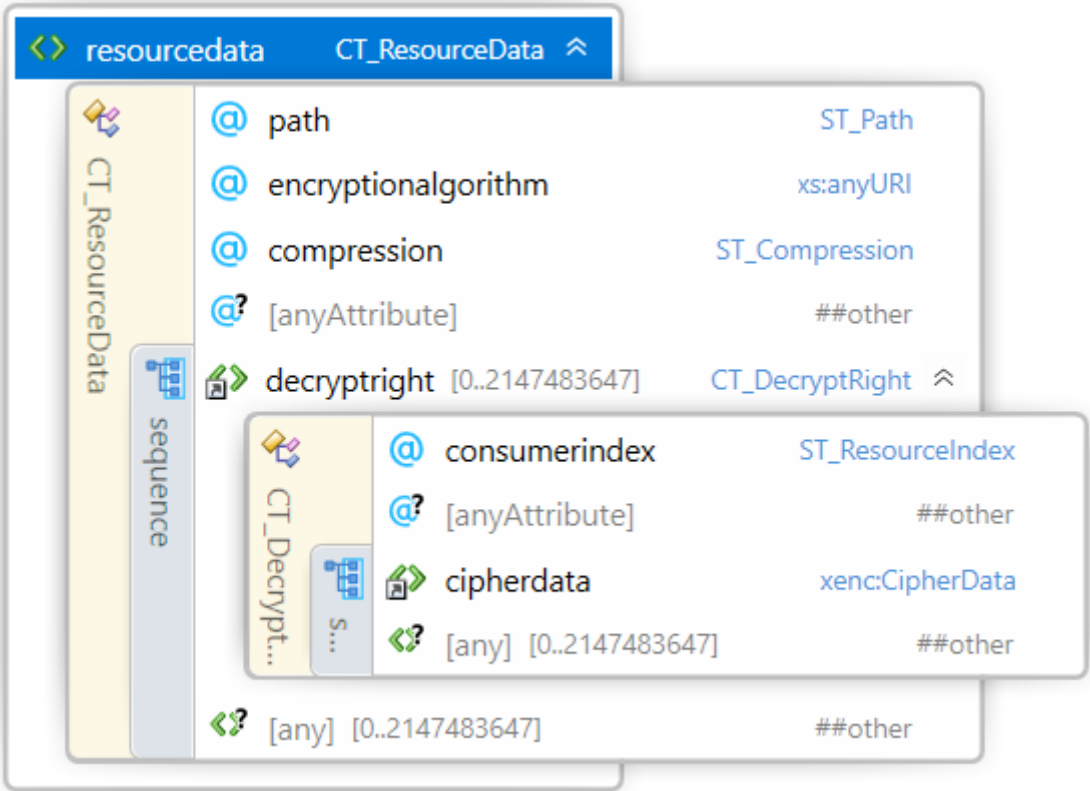 resourcedata CT_ResourceData
CT_ResourceData
@ path ST_Path
@ encryptionalgorithm xs:anyURI
@ compression ST_Compression
@? [anyAttribute] ##other
sequence
decryptright [0..2147483647] CT_DecryptRight
CT_Decrypt...
@ consumerindex ST_ResourceIndex
@? [anyAttribute] ##other
s...
cipherdata xenc:CipherData
<>? [any] [0..2147483647] ##other
<>? [any] [0..2147483647] ##other